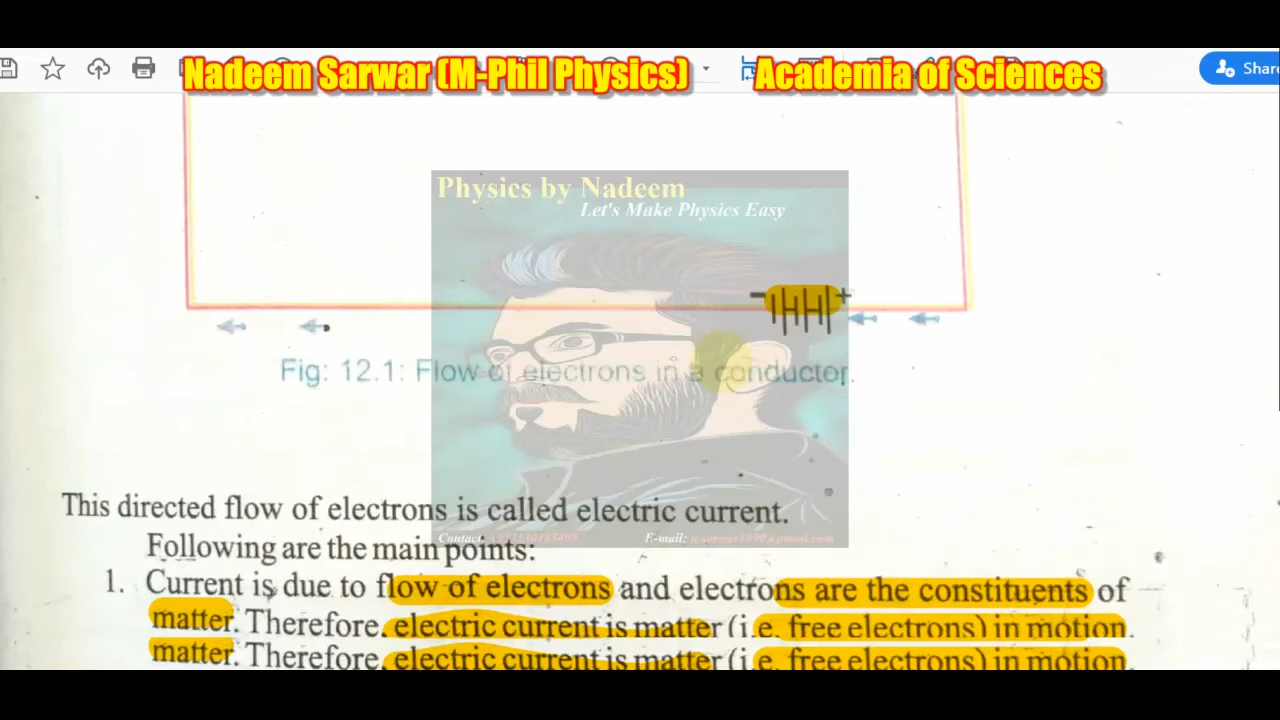 Nadeem Sarwar (M-Phil Physics) Academia of Sciences
Share
Physics by Nadeem
Let's Make Physics Easy
- +
Fig: 12.1: Flow of electrons in a conductor.
This directed flow of electrons is called electric current.
Contact: E-mail:
Following are the main points:
1. Current is due to flow of electrons and electrons are the constituents of
matter. Therefore, electric current is matter (i.e. free electrons) in motion.
matter. Therefore, electric current is matter (i.e. free electrons) in motion.